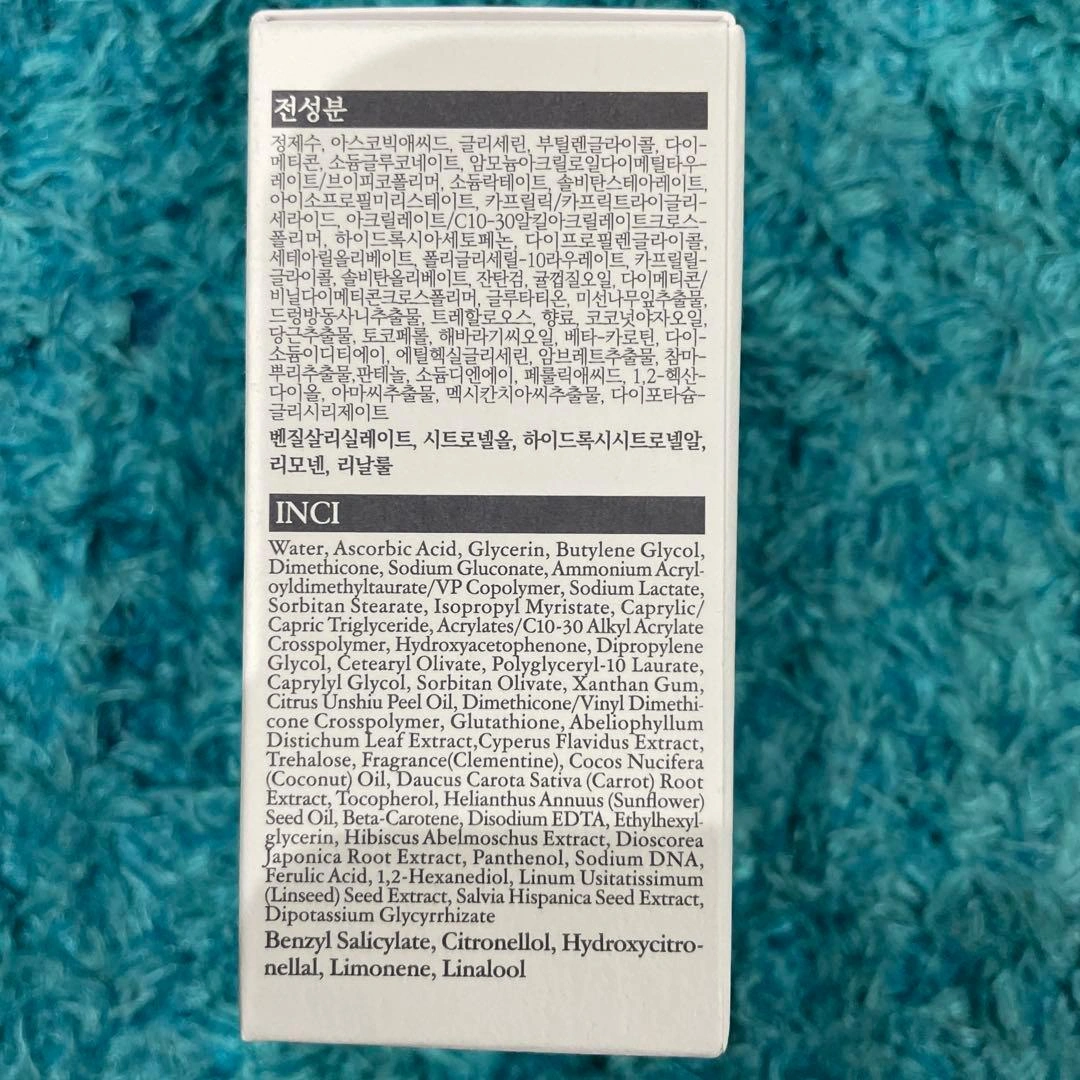 전성분
정제수, 아스코빅애씨드, 글리세린, 부틸렌글라이콜, 다이-
메티콘, 소듐글루코네이트, 암모늄아크릴로일다이메틸타우-
레이트/브이피코폴리머, 소듐락테이트, 솔비탄스테아레이트,
아이소프로필미리스테이트, 카프릴릭/카프릭트라이글리-
세라이드, 아크릴레이트/C10-30알킬아크릴레이트크로스-
폴리머, 하이드록시아세토페논, 다이프로필렌글라이콜,
세테아릴올리베이트, 폴리글리세릴-10라우레이트, 카프릴릴-
글라이콜, 솔비탄올리베이트, 잔탄검, 귤껍질오일, 다이메티콘/
비닐다이메티콘크로스폴리머, 글루타티온, 미선나무잎추출물,
드렁방동사니추출물, 트레할로오스, 향료, 코코넛야자오일,
당근추출물, 토코페롤, 해바라기씨오일, 베타-카로틴, 다이-
소듐이디티에이, 에틸헥실글리세린, 암브레트추출물, 참마-
뿌리추출물,판테놀, 소듐디엔에이, 페룰릭애씨드, 1,2-헥산-
다이올, 아마씨추출물, 멕시칸치아씨추출물, 다이포타슘-
글리시리제이트
벤질살리실레이트, 시트로넬올, 하이드록시시트로넬알,
리모넨, 리날룰
INCI
Water, Ascorbic Acid, Glycerin, Butylene Glycol,
Dimethicone, Sodium Gluconate, Ammonium Acryl-
oyldimethyltaurate/VP Copolymer, Sodium Lactate,
Sorbitan Stearate, Isopropyl Myristate, Caprylic/
Capric Triglyceride, Acrylates/C10-30 Alkyl Acrylate
Crosspolymer, Hydroxyacetophenone, Dipropylene
Glycol, Cetearyl Olivate, Polyglyceryl-10 Laurate,
Caprylyl Glycol, Sorbitan Olivate, Xanthan Gum,
Citrus Unshiu Peel Oil, Dimethicone/Vinyl Dimethi-
cone Crosspolymer, Glutathione, Abeliophyllum
Distichum Leaf Extract,Cyperus Flavidus Extract,
Trehalose, Fragrance(Clementine), Cocos Nucifera
(Coconut) Oil, Daucus Carota Sativa (Carrot) Root
Extract, Tocopherol, Helianthus Annuus (Sunflower)
Seed Oil, Beta-Carotene, Disodium EDTA, Ethylhexyl-
glycerin, Hibiscus Abelmoschus Extract, Dioscorea
Japonica Root Extract, Panthenol, Sodium DNA,
Ferulic Acid, 1,2-Hexanediol, Linum Usitatissimum
(Linseed) Seed Extract, Salvia Hispanica Seed Extract,
Dipotassium Glycyrrhizate
Benzyl Salicylate, Citronellol, Hydroxycitro-
nellal, Limonene, Linalool